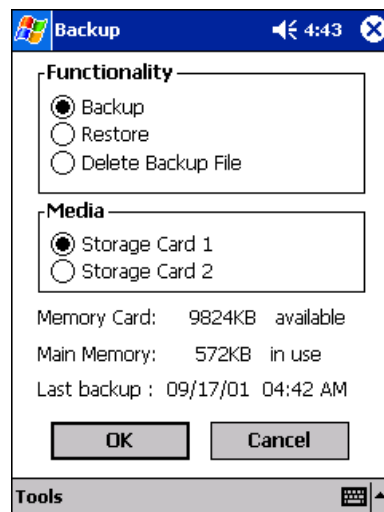 Backup 4:43
Functionality
Backup
Restore
Delete Backup File
Media
Storage Card 1
Storage Card 2
Memory Card: 9824KB available
Main Memory: 572KB in use
Last backup : 09/17/01 04:42 AM
OK Cancel
Tools